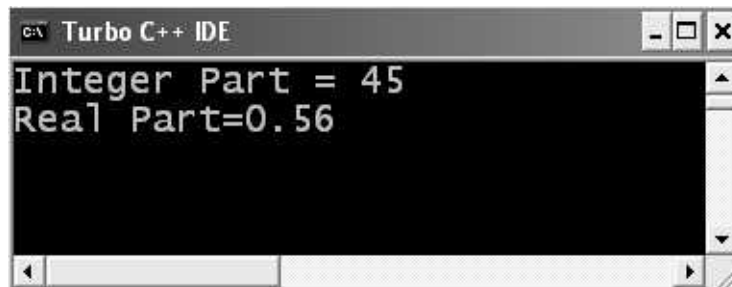 Turbo C++ IDE
Integer Part = 45
Real Part=0.56